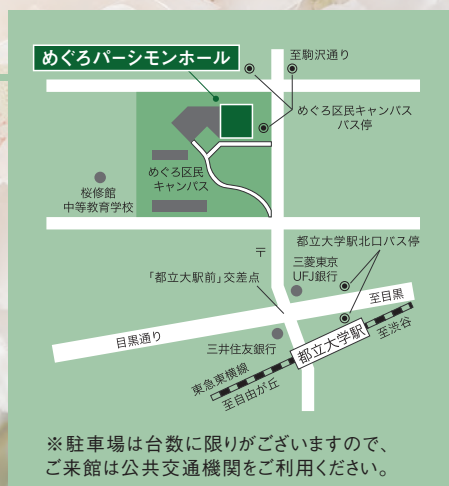 めぐろパーシモンホール
至駒沢通り
めぐろ区民キャンパス
バス停
めぐろ区民
キャンパス
桜修館
中等教育学校
〒
都立大学駅北口バス停
三菱東京
UFJ銀行
「都立大駅前」交差点
至目黒
目黒通り
三井住友銀行
都立大学駅
至渋谷
東急東横線
至自由が丘
※駐車場は台数に限りがございますので、
ご来館は公共交通機関をご利用ください。